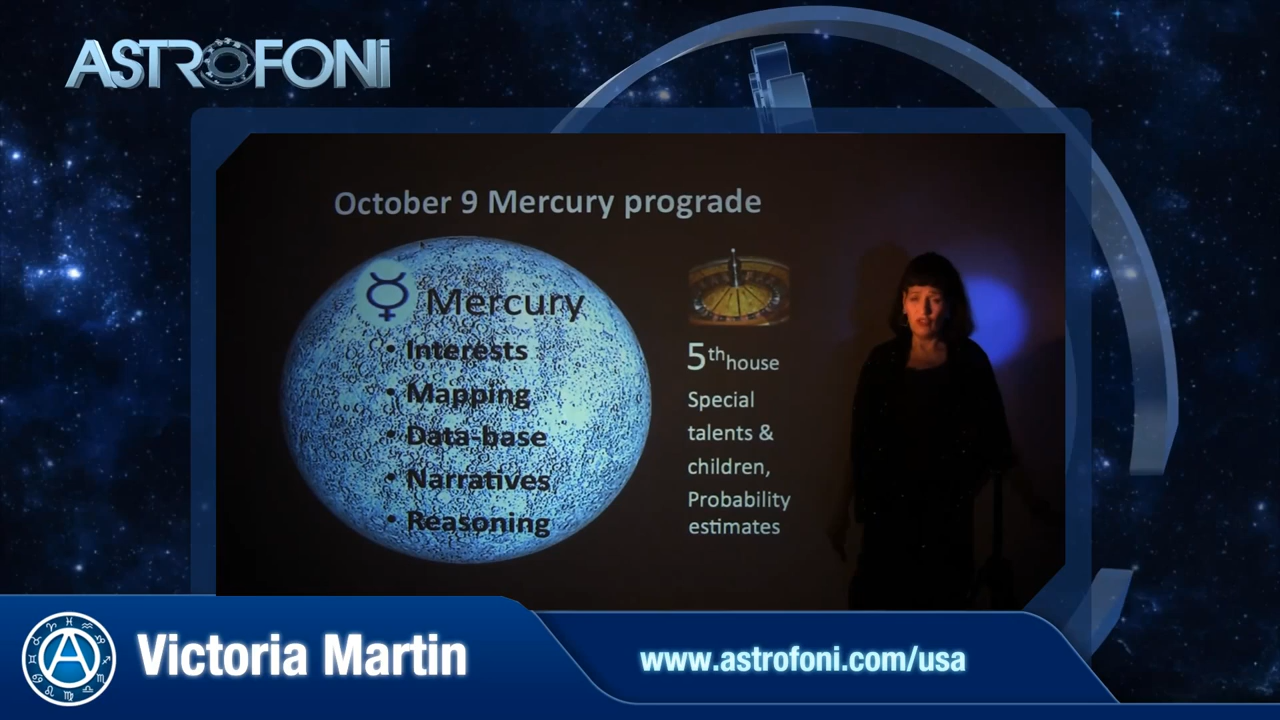 ASTROFONi
October 9 Mercury prograde
Mercury
• Interests
• Mapping
• Data-base
• Narratives
• Reasoning
5th house
Special
talents &
children,
Probability
estimates
Victoria Martin
www.astrofoni.com/usa